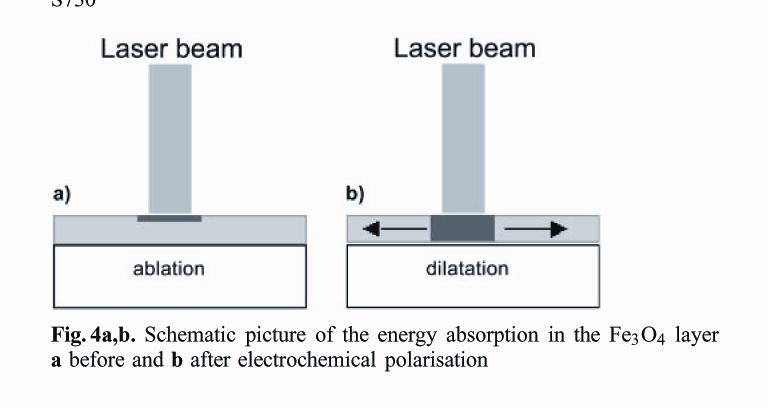 Laser beam
Laser beam
a)
b)
ablation
dilatation
Fig. 4a,b. Schematic picture of the energy absorption in the Fe₃O₄ layer
a before and b after electrochemical polarisation